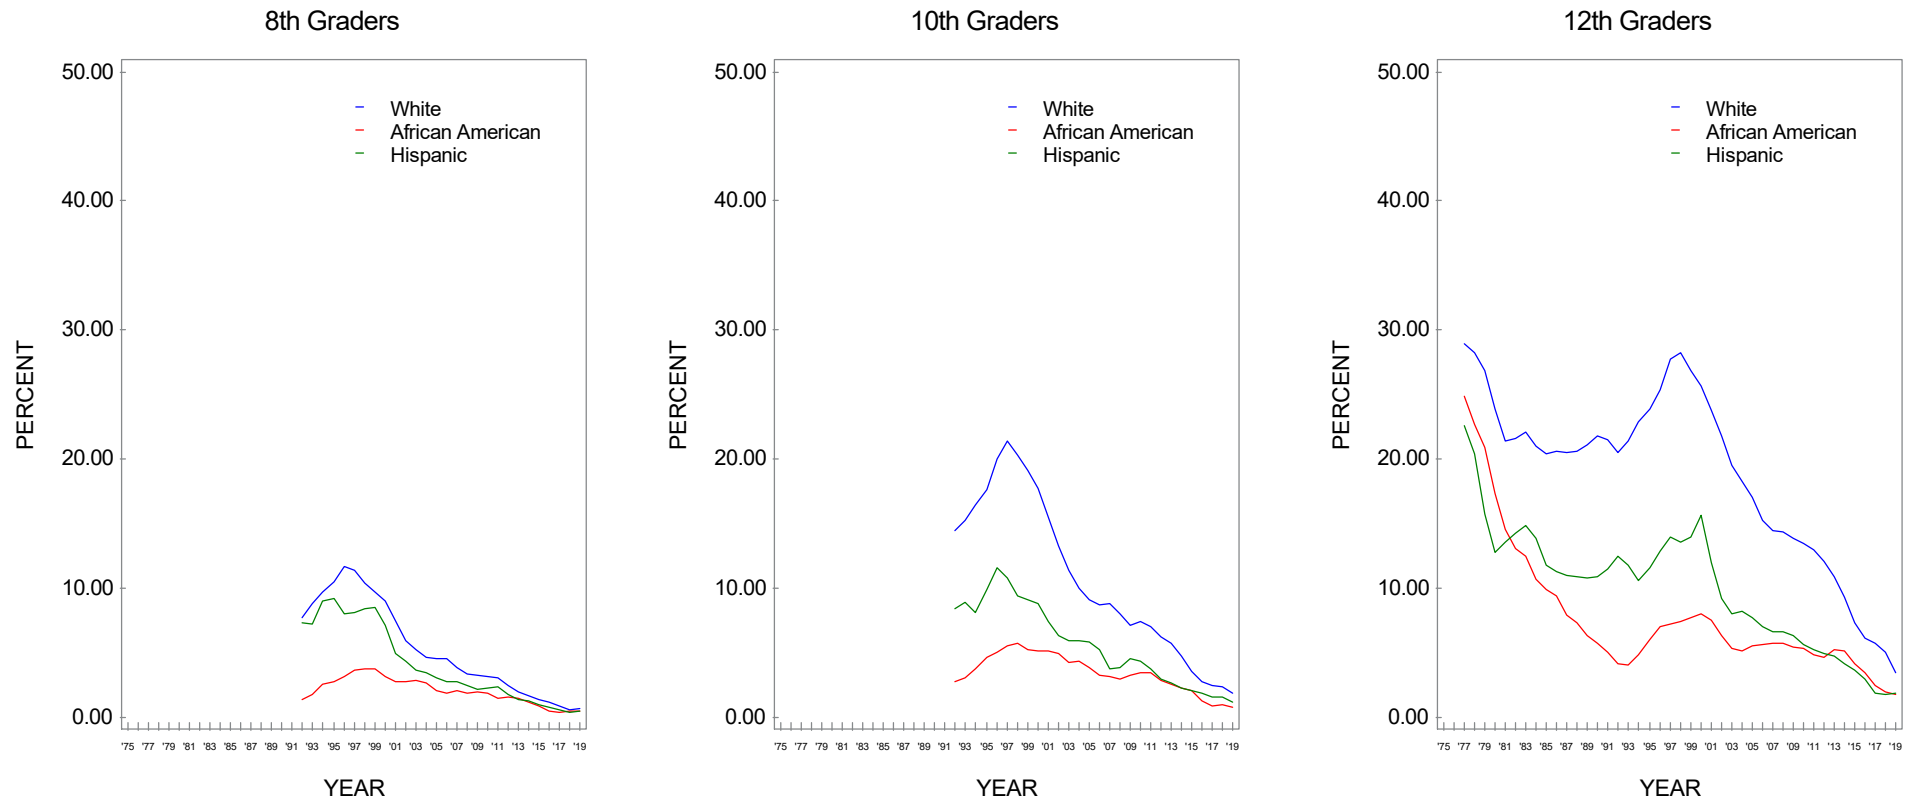 8th Graders
50.00
40.00
30.00
20.00
10.00
0.00
White
African American
Hispanic
PERCENT
'75 '77 '79 '81 '83 '85 '87 '89 '91 '93 '95 '97 '99 '01 '03 '05 '07 '09 '11 '13 '15 '17 '19
YEAR
10th Graders
50.00
40.00
30.00
20.00
10.00
0.00
White
African American
Hispanic
PERCENT
'75 '77 '79 '81 '83 '85 '87 '89 '91 '93 '95 '97 '99 '01 '03 '05 '07 '09 '11 '13 '15 '17 '19
YEAR
12th Graders
50.00
40.00
30.00
20.00
10.00
0.00
White
African American
Hispanic
PERCENT
'75 '77 '79 '81 '83 '85 '87 '89 '91 '93 '95 '97 '99 '01 '03 '05 '07 '09 '11 '13 '15 '17 '19
YEAR